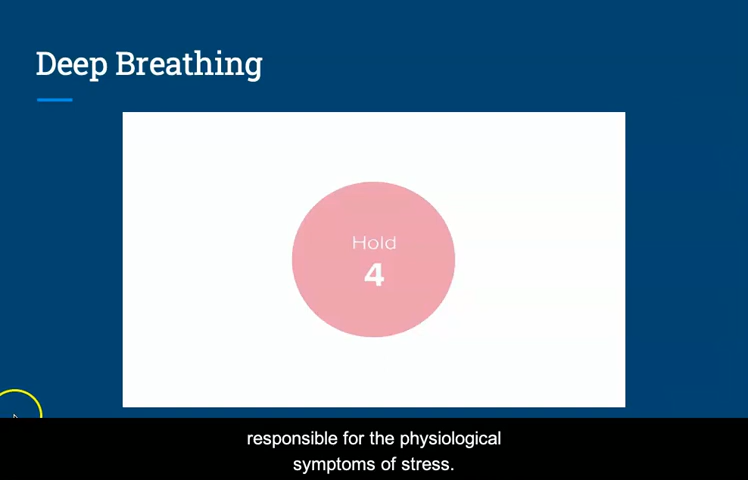 Deep Breathing
Hold
4
responsible for the physiological
symptoms of stress.